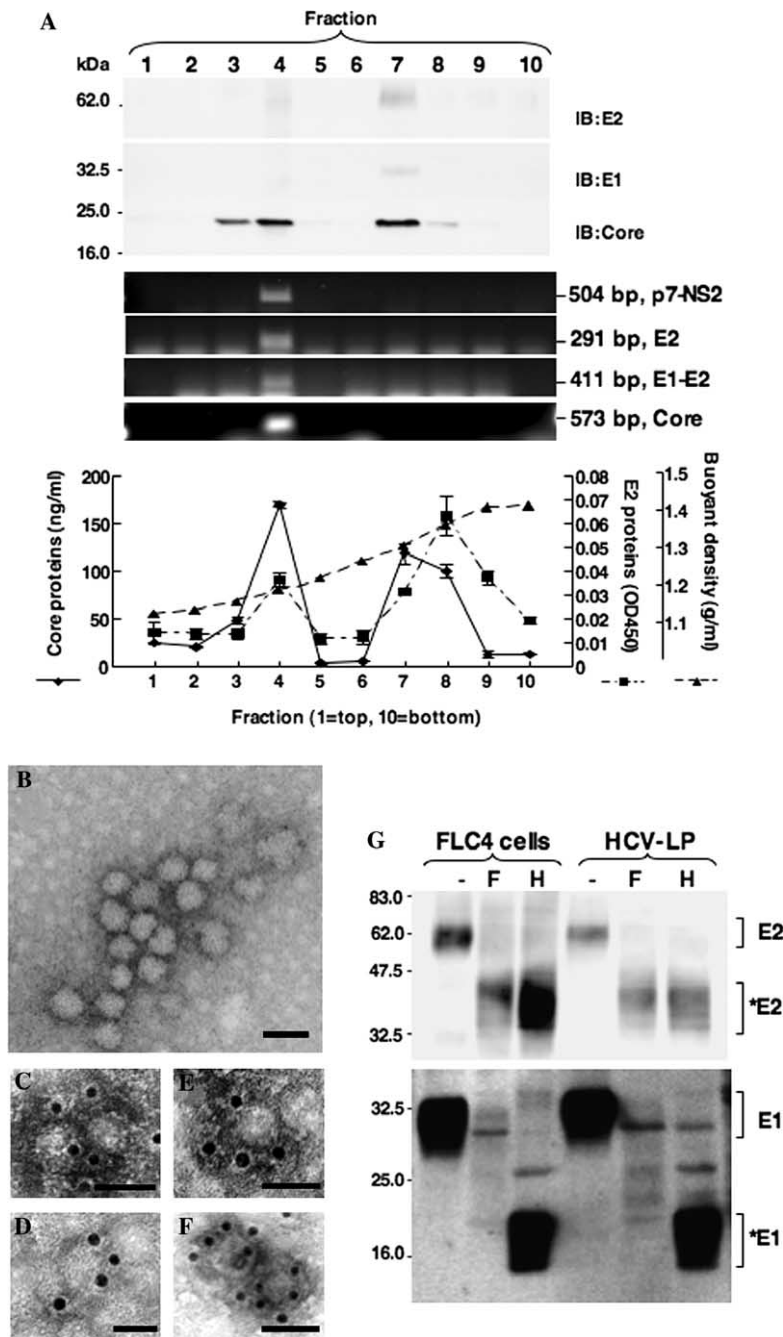 A
Fraction
kDa 1 2 3 4 5 6 7 8 9 10
62.0
IB:E2
32.5
IB:E1
25.0
IB:Core
16.0
504 bp, p7-NS2
291 bp, E2
411 bp, E1-E2
573 bp, Core
200 0.08 1.5
0.07
150 0.06 1.4
0.05
100 0.04 1.3
0.03 1.2
50 0.02
0.01 1.1
0 0
Core proteins (ng/ml)
E2 proteins (OD450)
Buoyant density (g/ml)
1 2 3 4 5 6 7 8 9 10
Fraction (1=top, 10=bottom)
B
C
E
D
F
G
FLC4 cells HCV-LP
- F H - F H
83.0
62.0 E2
47.5
*E2
32.5
32.5 E1
25.0
*E1
16.0